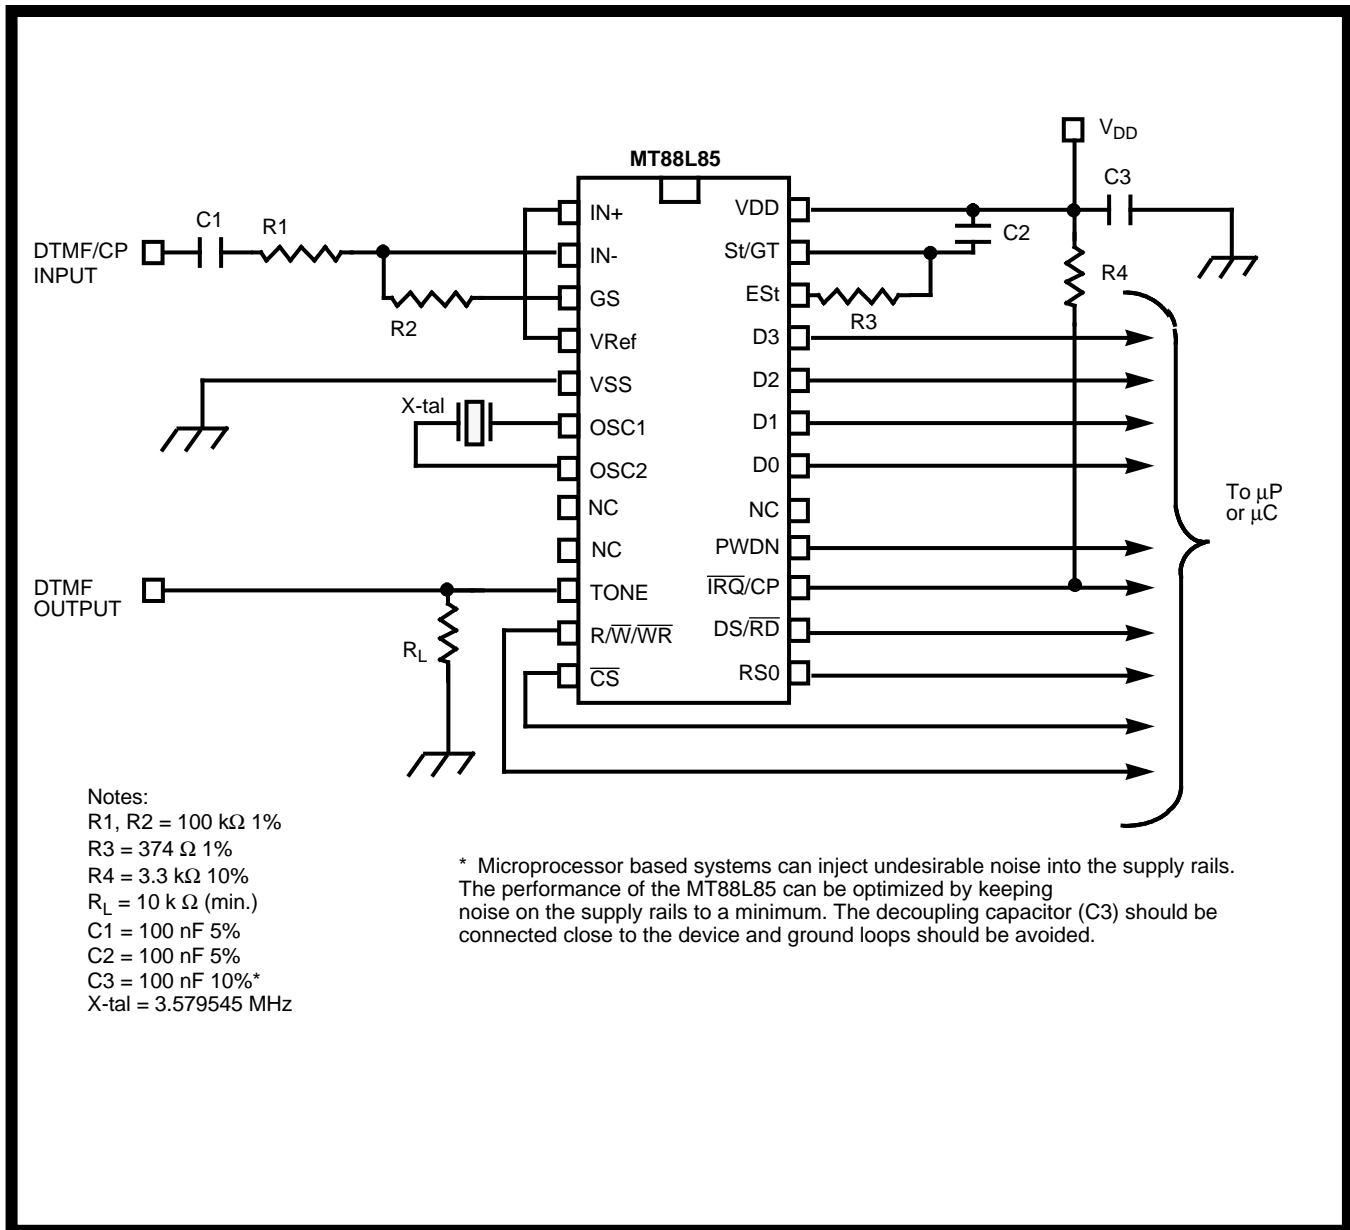 MT88L85
VDD
C3
C1
R1
DTMF/CP
INPUT
R2
IN+
IN-
GS
VRef
VSS
OSC1
OSC2
NC
NC
TONE
R/W/WR
CS
X-tal
DTMF
OUTPUT
RL
VDD
St/GT
ESt
D3
D2
D1
D0
NC
PWDN
IRQ/CP
DS/RD
RS0
C2
R4
R3
To µP
or µC
Notes:
R1, R2 = 100 kΩ 1%
R3 = 374 Ω 1%
R4 = 3.3 kΩ 10%
RL = 10 k Ω (min.)
C1 = 100 nF 5%
C2 = 100 nF 5%
C3 = 100 nF 10%*
X-tal = 3.579545 MHz
* Microprocessor based systems can inject undesirable noise into the supply rails.
The performance of the MT88L85 can be optimized by keeping
noise on the supply rails to a minimum. The decoupling capacitor (C3) should be
connected close to the device and ground loops should be avoided.